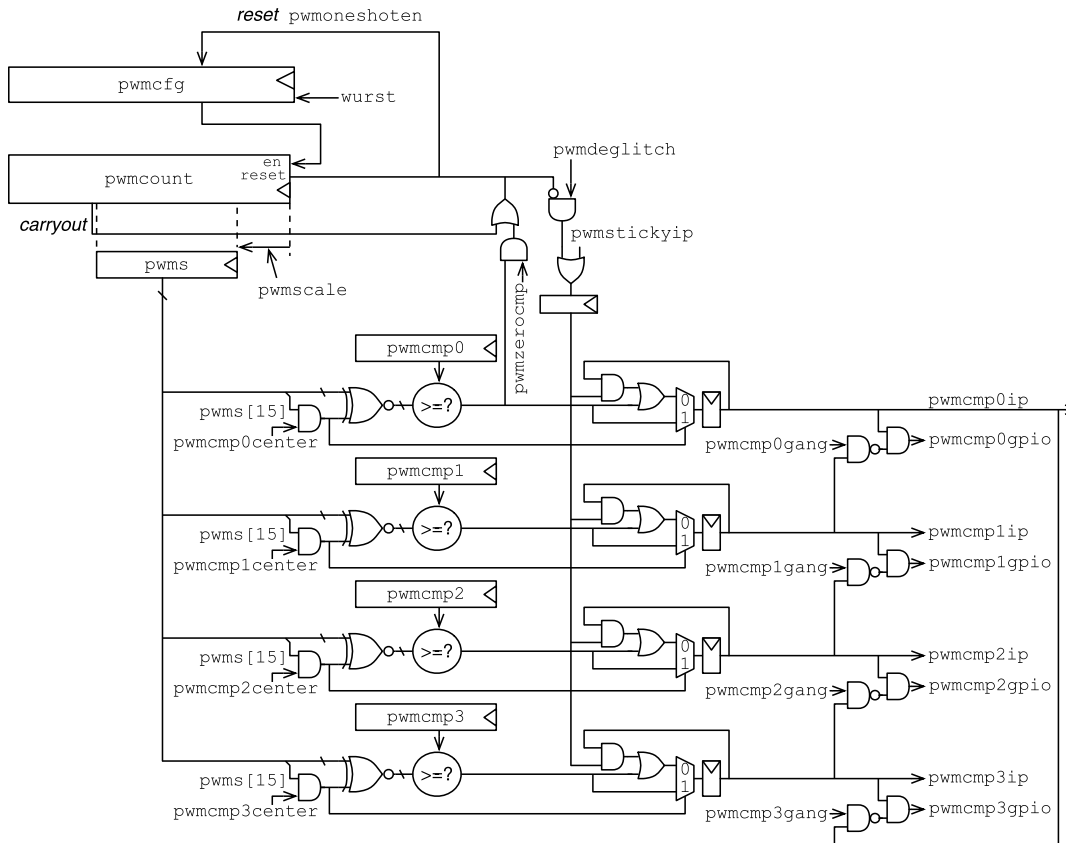 reset pwmoneshoten
pwmcfg
wurst
en
reset
pwmcount
carryout
pwmdeglitch
pwmstickyip
pwms
pwmscale
pwmzerocmp
pwmcmp0
>=?
0
1
pwms[15]
pwmcmp0center
pwmcmp0ip
pwmcmp0gang
pwmcmp0gpio
pwmcmp1
>=?
0
1
pwms[15]
pwmcmp1center
pwmcmp1ip
pwmcmp1gang
pwmcmp1gpio
pwmcmp2
>=?
0
1
pwms[15]
pwmcmp2center
pwmcmp2ip
pwmcmp2gang
pwmcmp2gpio
pwmcmp3
>=?
0
1
pwms[15]
pwmcmp3center
pwmcmp3ip
pwmcmp3gang
pwmcmp3gpio